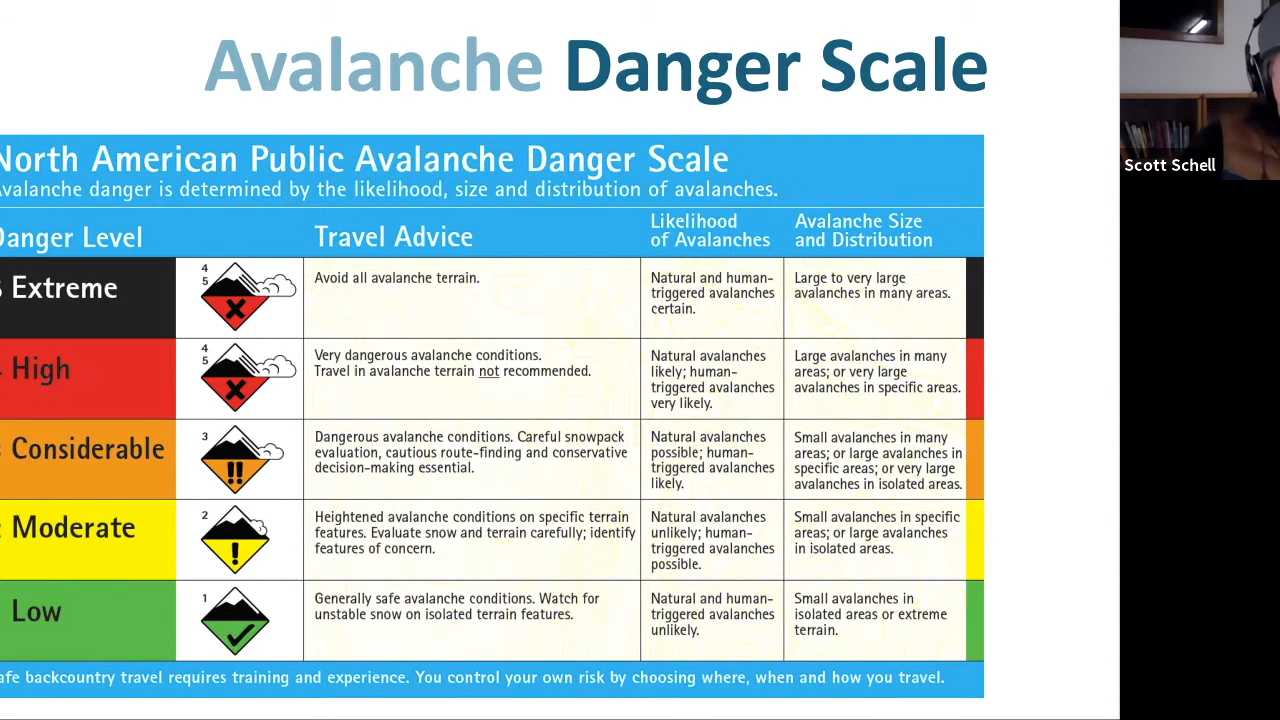 Avalanche Danger Scale
North American Public Avalanche Danger Scale
Avalanche danger is determined by the likelihood, size and distribution of avalanches.
Danger Level
Travel Advice
Likelihood
of Avalanches
Avalanche Size
and Distribution
Extreme
4
5
Avoid all avalanche terrain.
Natural and human-
triggered avalanches
certain.
Large to very large
avalanches in many areas.
High
4
5
Very dangerous avalanche conditions.
Travel in avalanche terrain not recommended.
Natural avalanches
likely; human-
triggered avalanches
very likely.
Large avalanches in many
areas; or very large
avalanches in specific areas.
Considerable
3
Dangerous avalanche conditions. Careful snowpack
evaluation, cautious route-finding and conservative
decision-making essential.
Natural avalanches
possible; human-
triggered avalanches
likely.
Small avalanches in many
areas; or large avalanches in
specific areas; or very large
avalanches in isolated areas.
Moderate
2
!
Heightened avalanche conditions on specific terrain
features. Evaluate snow and terrain carefully; identify
features of concern.
Natural avalanches
unlikely; human-
triggered avalanches
possible.
Small avalanches in specific
areas; or large avalanches
in isolated areas.
Low
1
Generally safe avalanche conditions. Watch for
unstable snow on isolated terrain features.
Natural and human-
triggered avalanches
unlikely.
Small avalanches in
isolated areas or extreme
terrain.
afe backcountry travel requires training and experience. You control your own risk by choosing where, when and how you travel.
Scott Schell